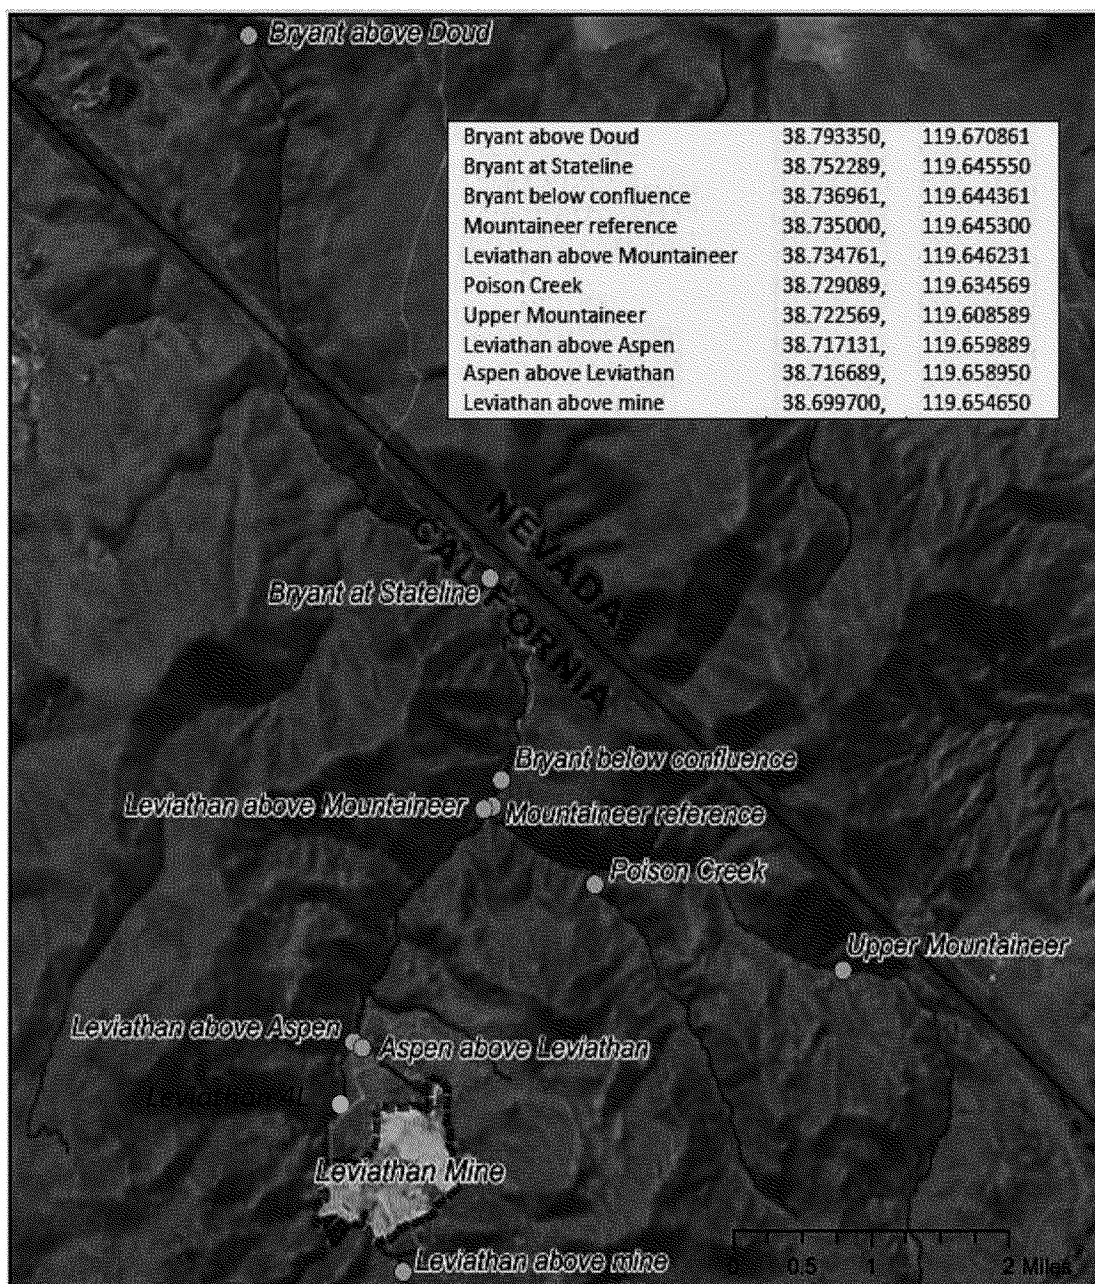 Bryant above Doud
Bryant above Doud 38.793350, 119.670861
Bryant at Stateline 38.752289, 119.645550
Bryant below confluence 38.736961, 119.644361
Mountaineer reference 38.735000, 119.645300
Leviathan above Mountaineer 38.734761, 119.646231
Poison Creek 38.729089, 119.634569
Upper Mountaineer 38.722569, 119.608589
Leviathan above Aspen 38.717131, 119.659889
Aspen above Leviathan 38.716689, 119.658950
Leviathan above mine 38.699700, 119.654650
NEVADA
CALIFORNIA
Bryant at Stateline
Bryant below confluence
Leviathan above Mountaineer
Mountaineer reference
Poison Creek
Upper Mountaineer
Leviathan above Aspen
Aspen above Leviathan
Leviathan 4L
Leviathan Mine
Leviathan above mine
0 0.5 1 2 Miles